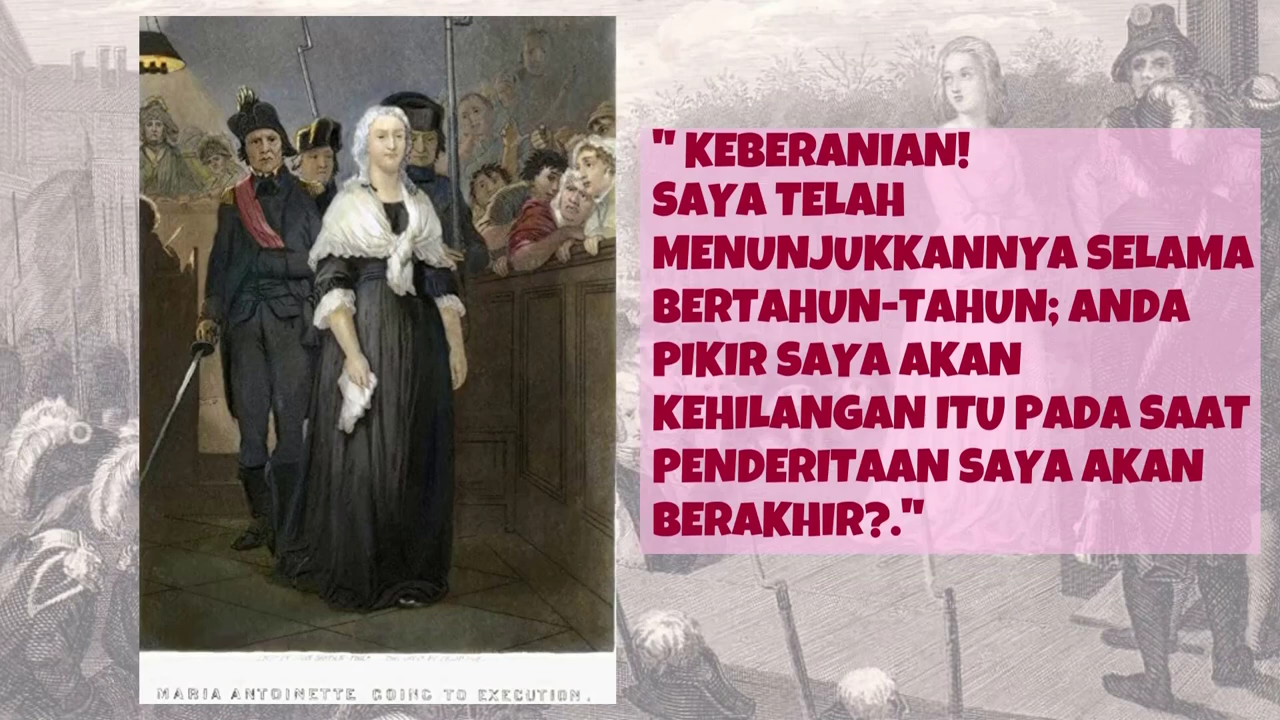 " KEBERANIAN!
SAYA TELAH
MENUNJUKKANNYA SELAMA
BERTAHUN-TAHUN; ANDA
PIKIR SAYA AKAN
KEHILANGAN ITU PADA SAAT
PENDERITAAN SAYA AKAN
BERAKHIR?."
MARIA ANTOINETTE GOING TO EXECUTION.